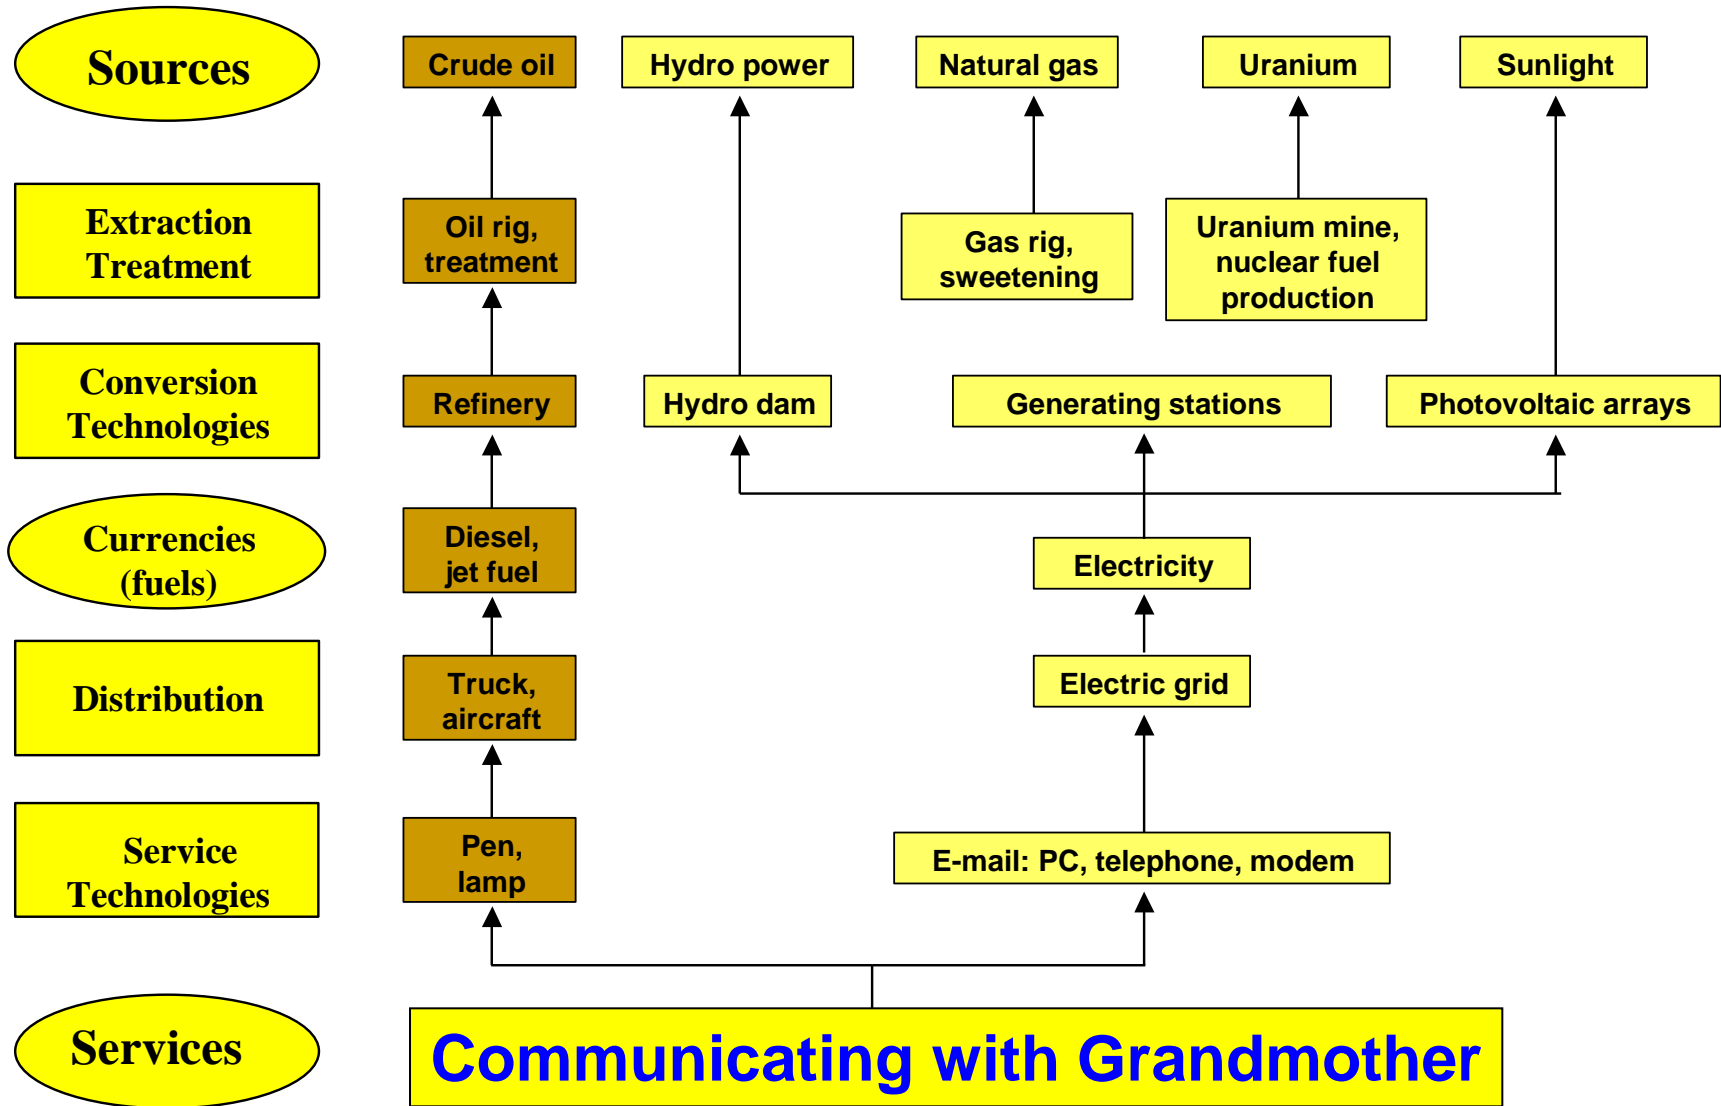 Sources
Crude oil
Hydro power
Natural gas
Uranium
Sunlight
Extraction
Treatment
Oil rig,
treatment
Gas rig,
sweetening
Uranium mine,
nuclear fuel
production
Conversion
Technologies
Refinery
Hydro dam
Generating stations
Photovoltaic arrays
Currencies
(fuels)
Diesel,
jet fuel
Electricity
Distribution
Truck,
aircraft
Electric grid
Service
Technologies
Pen,
lamp
E-mail: PC, telephone, modem
Services
Communicating with Grandmother